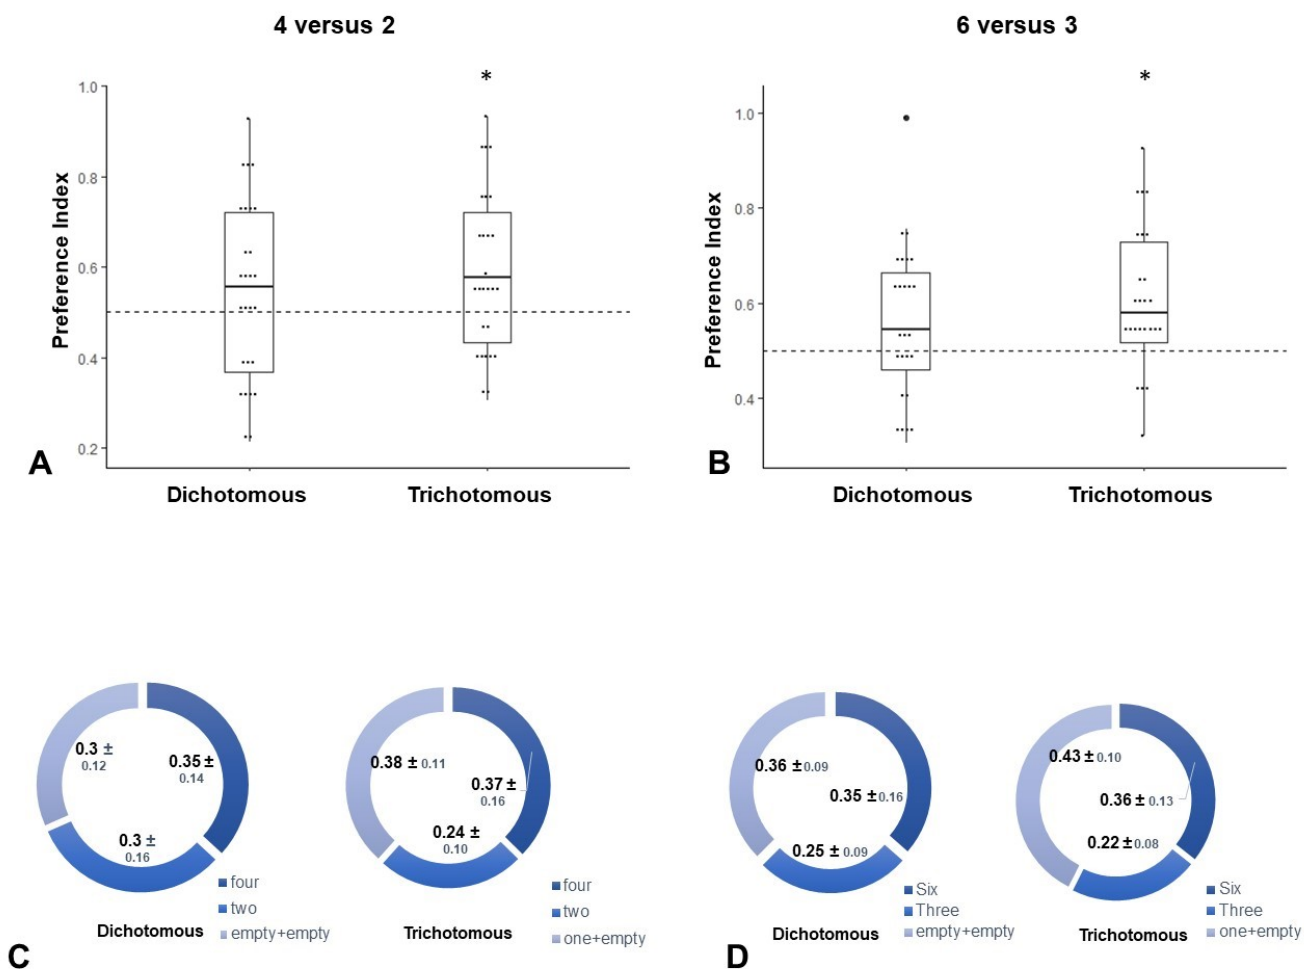 4 versus 2
6 versus 3
*
*
1.0
0.8
0.6
0.4
0.2
Preference Index
A
Dichotomous
Trichotomous
1.0
0.8
0.6
0.4
Preference Index
B
Dichotomous
Trichotomous
0.3 ±
0.12
0.35 ±
0.14
0.3 ±
0.16
four
two
empty+empty
Dichotomous
C
0.38 ± 0.11
0.37 ±
0.16
0.24 ±
0.10
four
two
one+empty
Trichotomous
0.36 ±0.09
0.35 ±0.16
0.25 ± 0.09
Six
Three
empty+empty
Dichotomous
D
0.43 ±0.10
0.36 ± 0.13
0.22 ±0.08
Six
Three
one+empty
Trichotomous